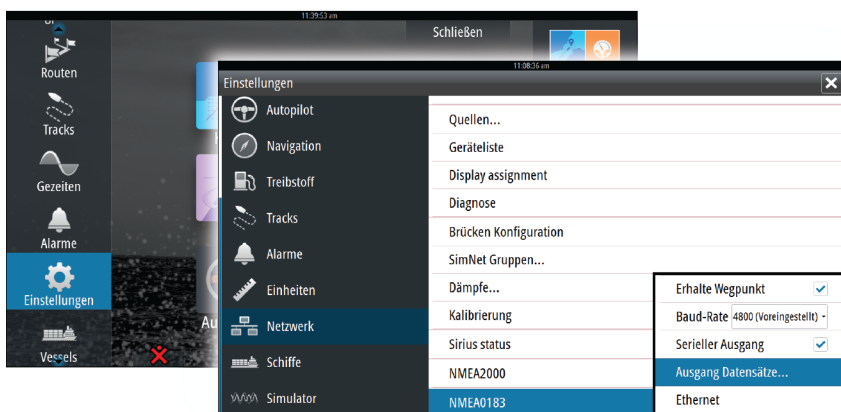 11:39:53 am
Schließen
Routen
Tracks
Gezeiten
Alarme
Einstellungen
Vessels
11:08:36 am
Einstellungen
Autopilot
Navigation
Treibstoff
Tracks
Alarme
Einheiten
Netzwerk
Schiffe
Simulator
Quellen...
Geräteliste
Display assignment
Diagnose
Brücken Konfiguration
SimNet Gruppen...
Dämpfe...
Kalibrierung
Sirius status
NMEA2000
NMEA0183
Erhalte Wegpunkt
Baud-Rate 4800 (Voreingestellt)
Serieller Ausgang
Ausgang Datensätze...
Ethernet